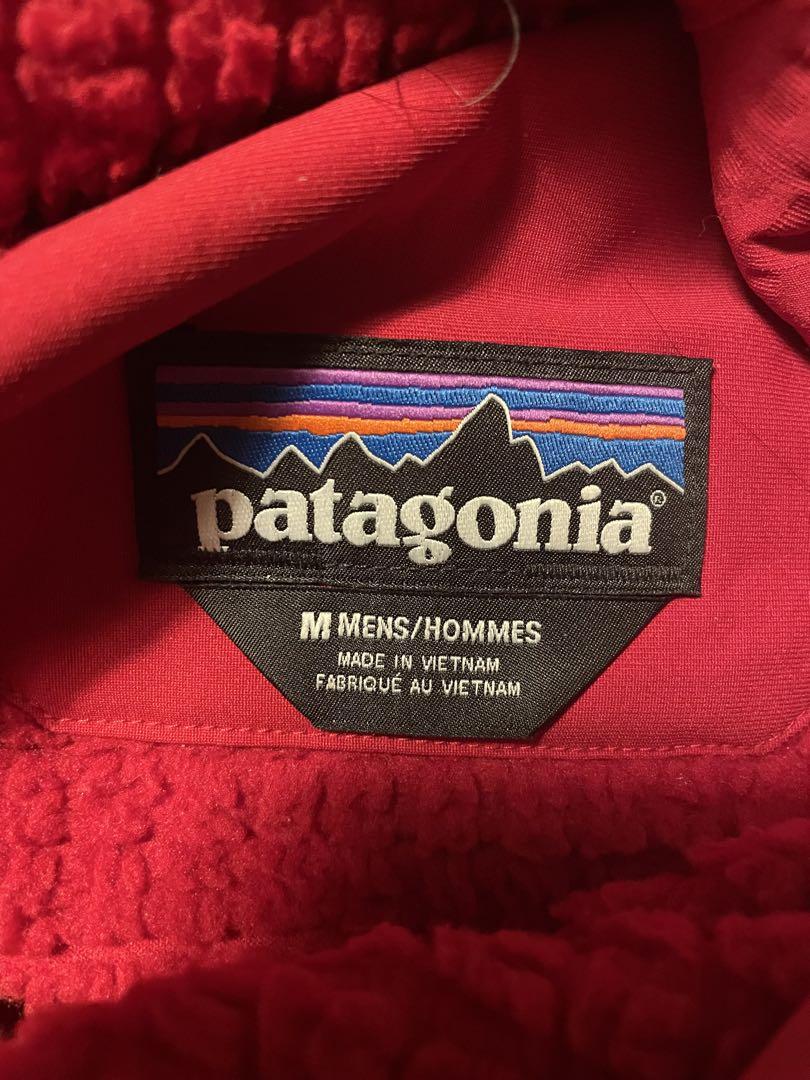 patagonia®
M MENS/HOMMES
MADE IN VIETNAM
FABRIQUÉ AU VIETNAM